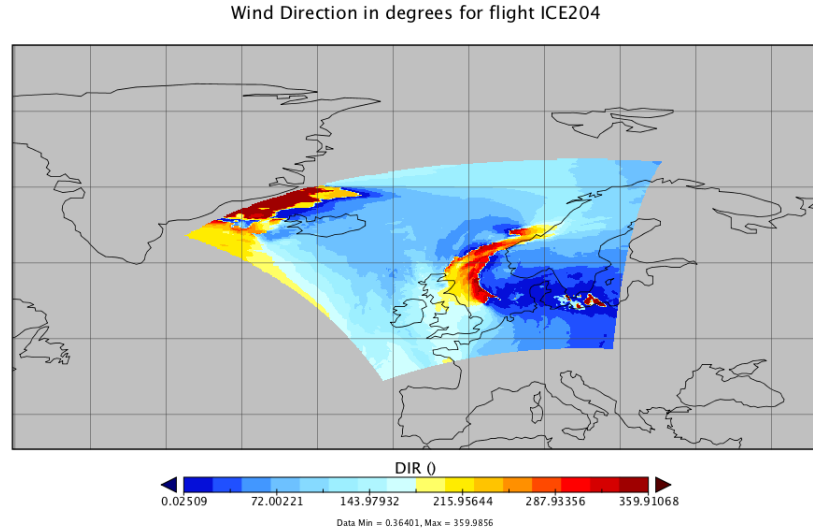 Wind Direction in degrees for flight ICE204
DIR ()
0.02509 72.00221 143.97932 215.95644 287.93356 359.91068
Data Min = 0.36401, Max = 359.9856